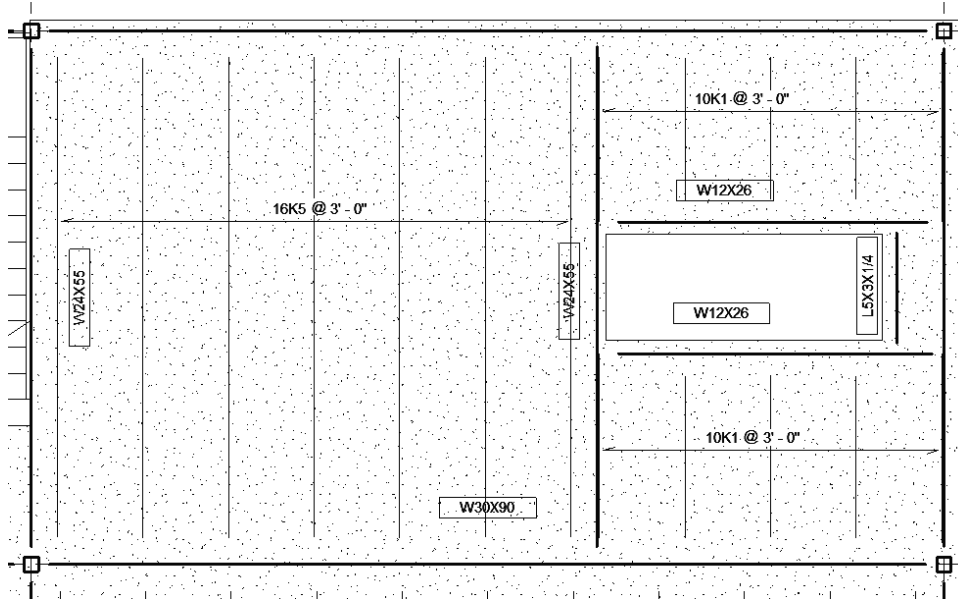 10K1 @ 3' - 0"
W12X26
16K5 @ 3' - 0"
W24X55
W24X55
L5X3X1/4
W12X26
10K1 @ 3' - 0"
W30X90